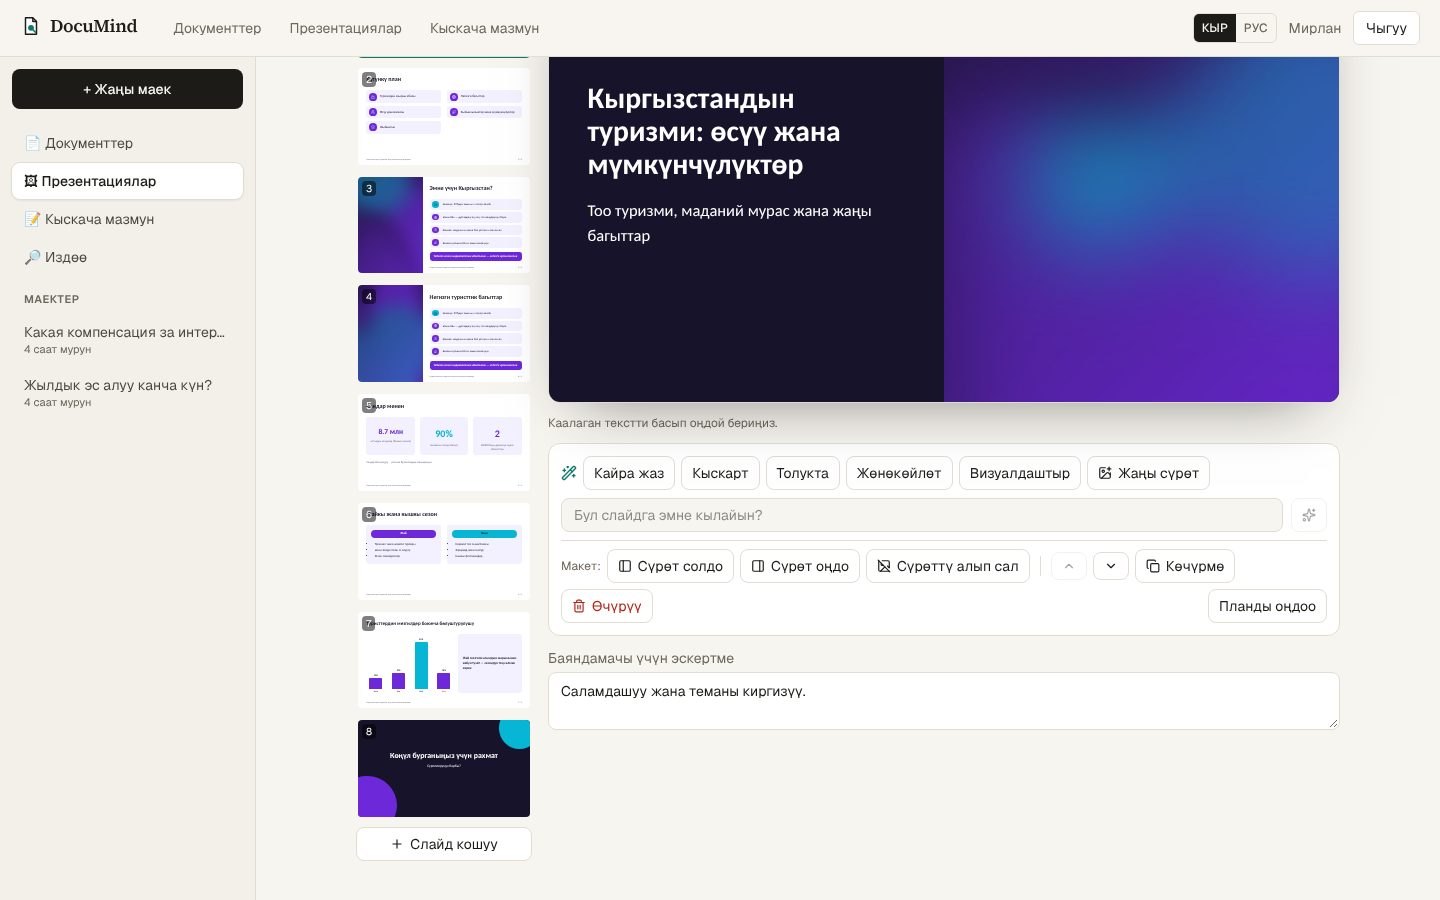 DocuMind
Документтер
Презентациялар
Кыскача мазмун
КЫР
РУС
Мирлан
Чыгуу
+ Жаңы маек
Документтер
Презентациялар
Кыскача мазмун
Издөө
МАЕКТЕР
Какая компенсация за интер...
4 саат мурун
Жылдык эс алуу канча күн?
4 саат мурун
2
план
3
Эмне үчүн Кыргызстан?
4
Негизги туристтик багыттар
5
менен
8.7 млн
90%
2
6
жана кышкы сезон
7
8
Көңүл бурганыңыз үчүн рахмат
Слайд кошуу
Кыргызстандын
туризми: өсүү жана
мүмкүнчүлүктөр
Тоо туризми, маданий мурас жана жаңы
багыттар
Каалаган текстти басып оңдой бериңиз.
Кайра жаз
Кыскарт
Толукта
Жөнөкөйлөт
Визуалдаштыр
Жаңы сүрөт
Бул слайдга эмне кылайын?
Макет:
Сүрөт солдо
Сүрөт оңдо
Сүрөттү алып сал
Көчүрмө
Өчүрүү
Планды оңдоо
Баяндамачы үчүн эскертме
Саламдашуу жана теманы киргизүү.